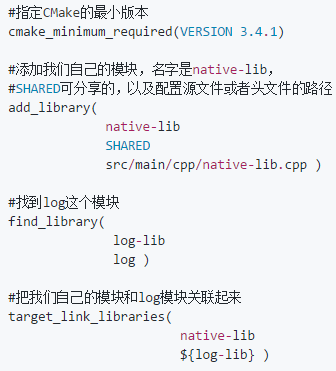 #指定CMake的最小版本
cmake_minimum_required(VERSION 3.4.1)
#添加我们自己的模块，名字是native-lib，
#SHARED可分享的，以及配置源文件或者头文件的路径
add_library(
native-lib
SHARED
src/main/cpp/native-lib.cpp )
#找到log这个模块
find_library(
log-lib
log )
#把我们自己的模块和log模块关联起来
target_link_libraries(
native-lib
${log-lib} )